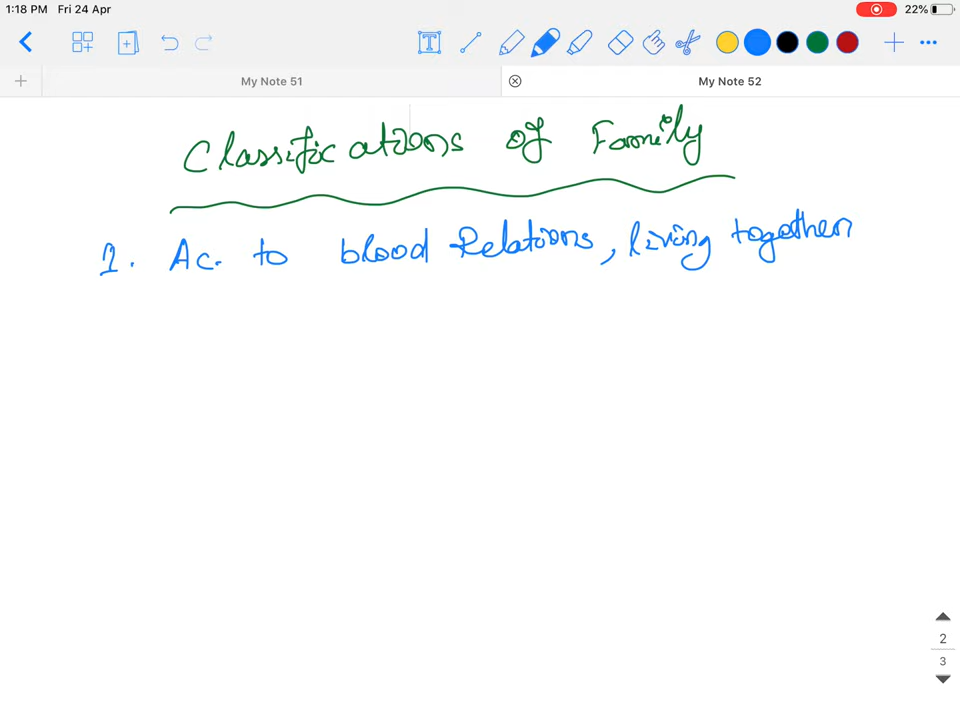 1:18 PM Fri 24 Apr 22%
T
My Note 51 My Note 52
Classifications of Family
1. Ac. to blood Relations, living together
2
3